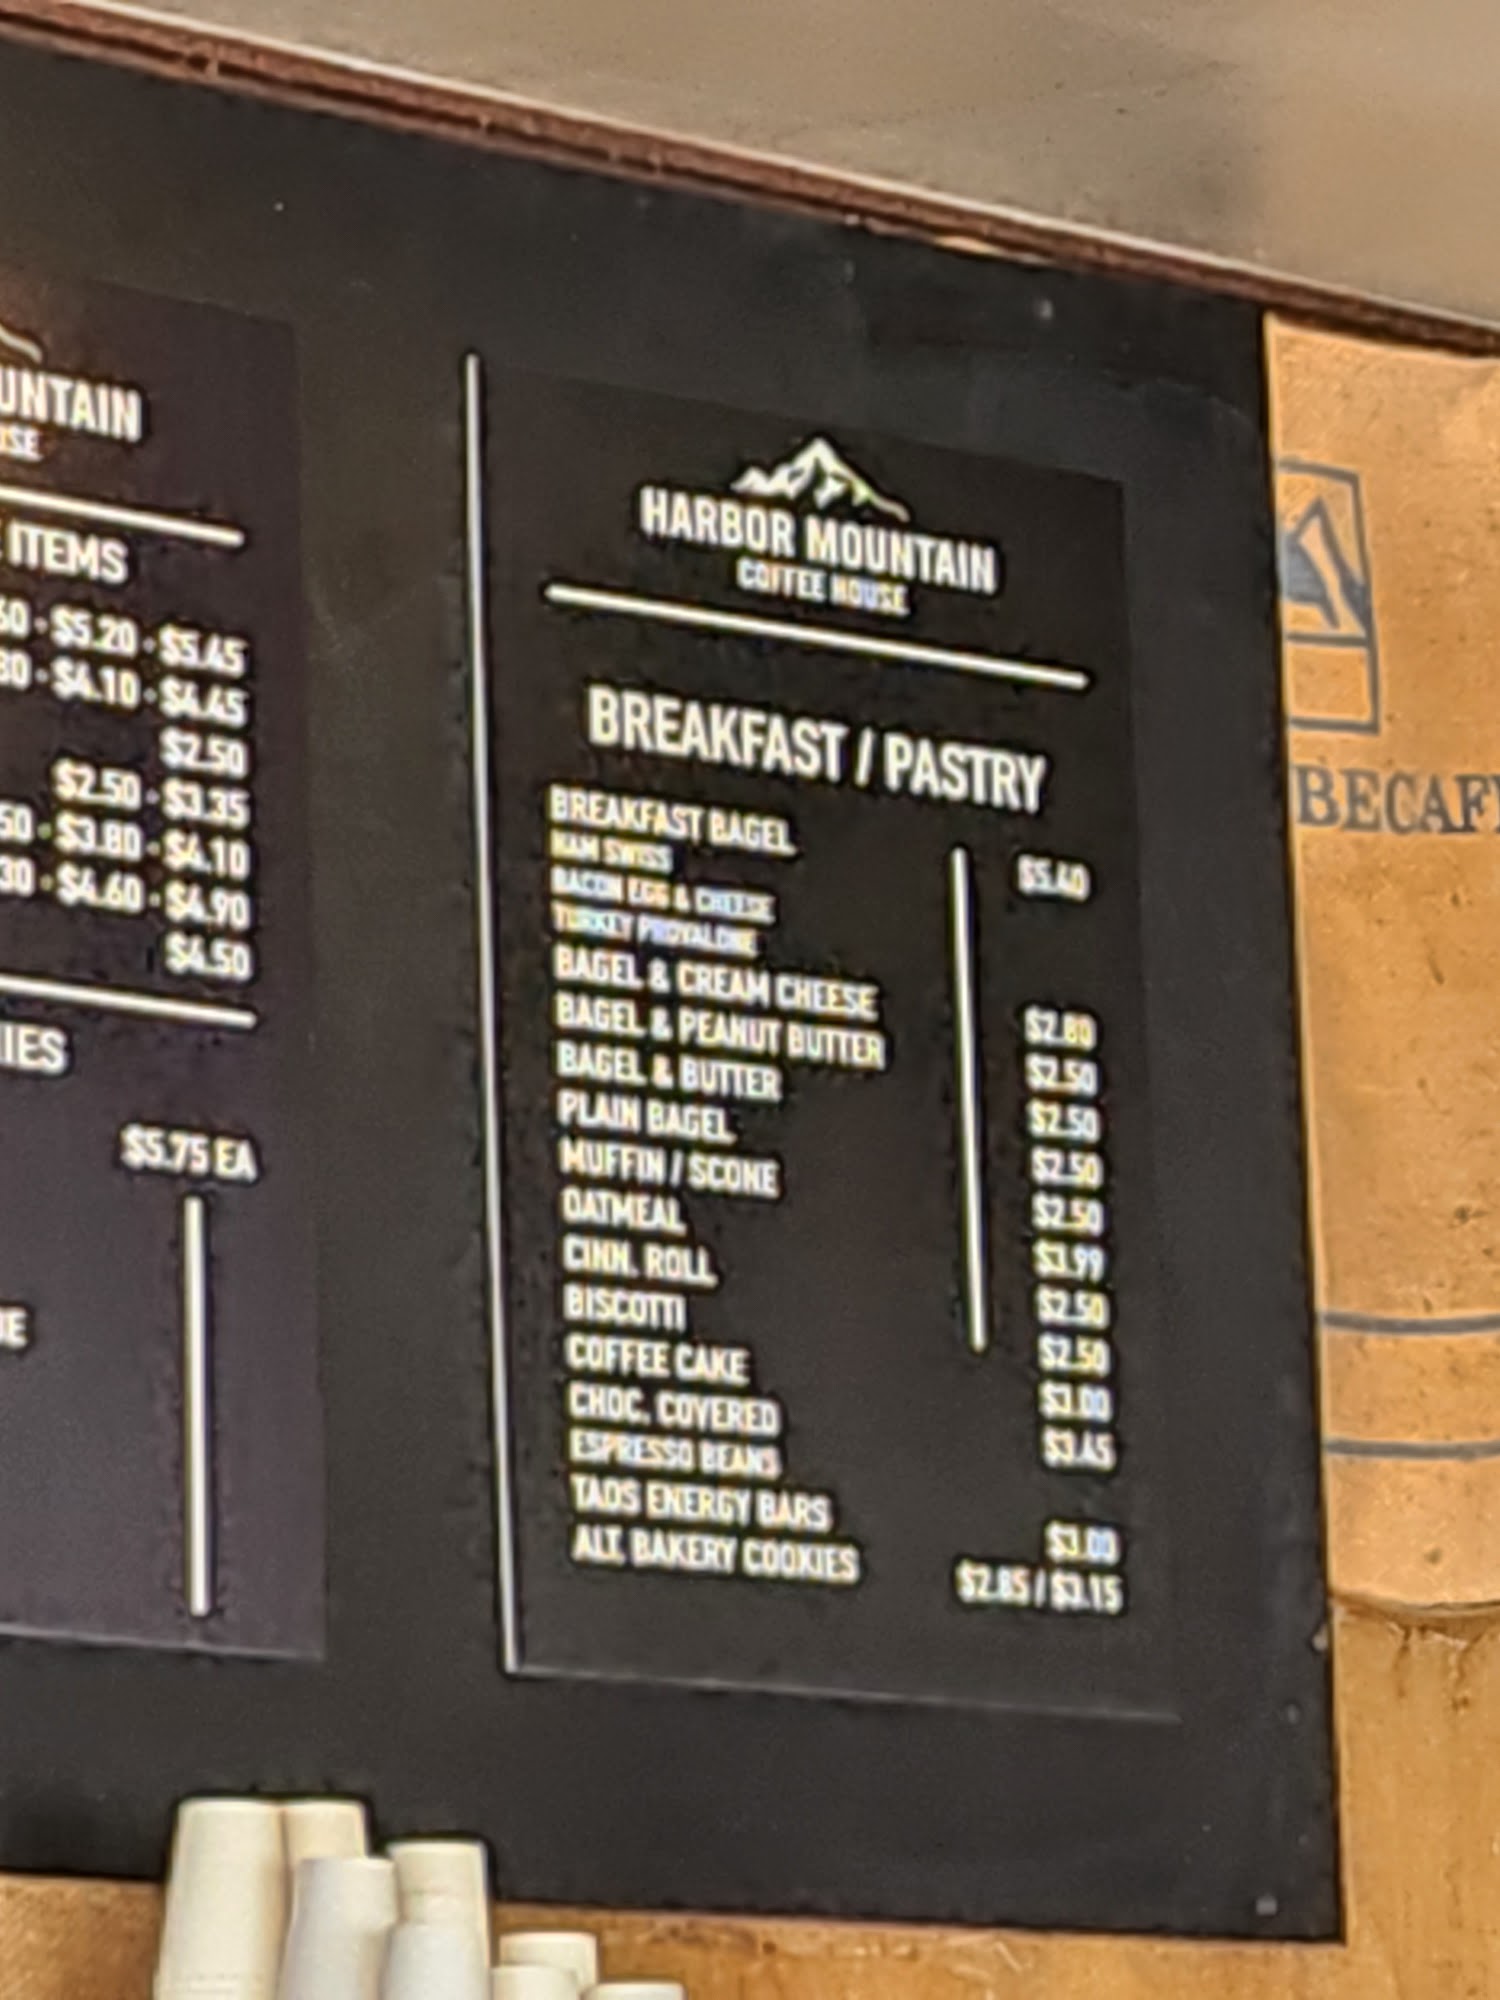 UNTAIN
USE
ITEMS
60 · $5.20 · $5.45
80 · $4.10 · $4.45
$2.50
$2.50 · $3.35
50 · $3.80 · $4.10
30 · $4.60 · $4.90
$4.50
IES
$5.75 EA
HARBOR MOUNTAIN
COFFEE HOUSE
BREAKFAST / PASTRY
BREAKFAST BAGEL $5.40
HAM SWISS
BACON EGG & CHEESE
TURKEY PROVALONE
BAGEL & CREAM CHEESE $2.80
BAGEL & PEANUT BUTTER $2.50
BAGEL & BUTTER $2.50
PLAIN BAGEL $2.50
MUFFIN / SCONE $2.50
OATMEAL $3.99
CINN. ROLL $2.50
BISCOTTI $2.50
COFFEE CAKE $3.00
CHOC. COVERED $3.45
ESPRESSO BEANS
TAOS ENERGY BARS $3.00
ALT. BAKERY COOKIES $2.85 / $3.15
BECAF